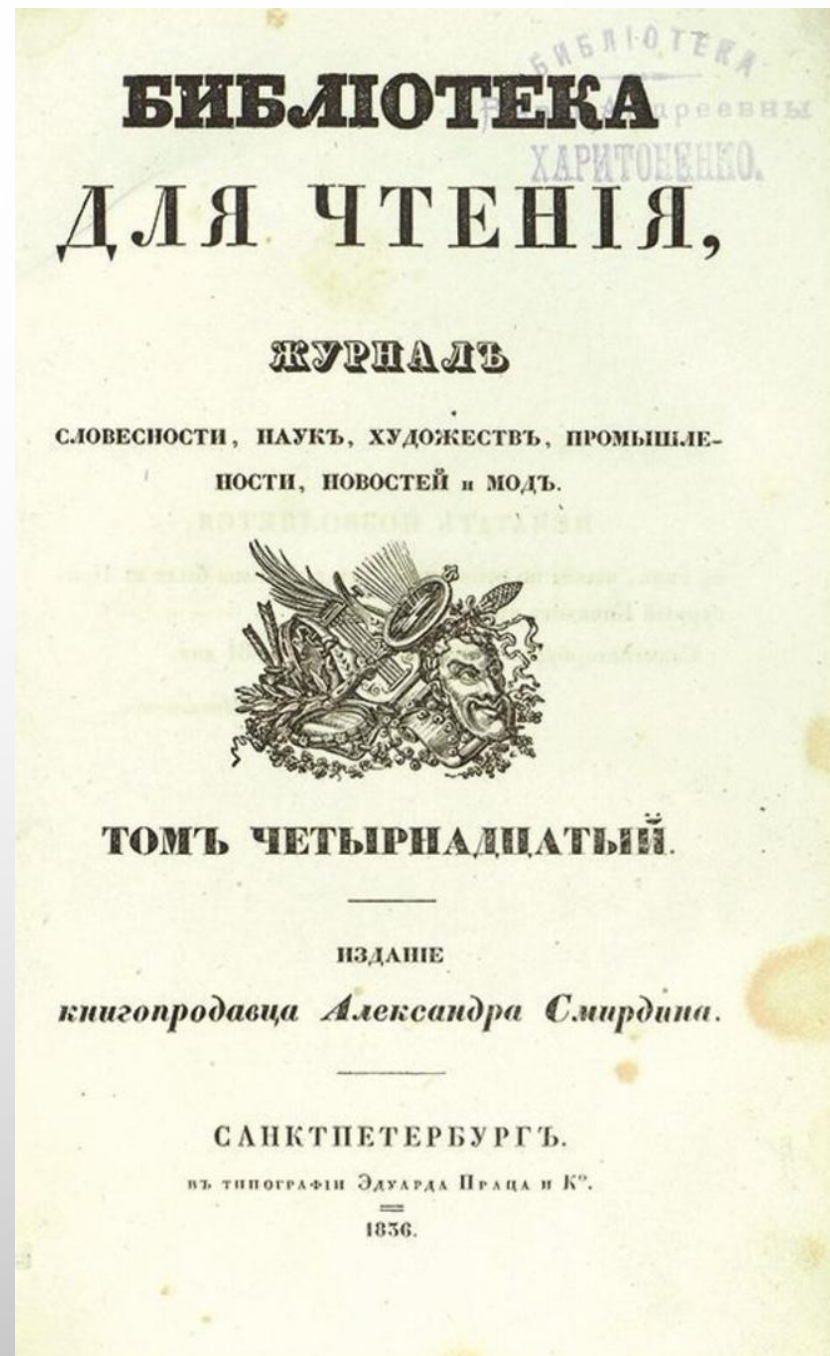 БИБЛІОТЕКА
ХАРИТОНЕНКО.
БИБЛІОТЕКА
ДЛЯ ЧТЕНІЯ,
ЖУРНАЛЪ
СЛОВЕСНОСТИ, НАУКЪ, ХУДОЖЕСТВЪ, ПРОМЫШЛЕ-
НОСТИ, НОВОСТЕЙ и МОДЪ.
ТОМЪ ЧЕТЫРНАДЦАТЫЙ.
ИЗДАНІЕ
книгопродавца Александра Смирдина.
САНКТПЕТЕРБУРГЪ.
ВЪ ТИПОГРАФІИ ЭДУАРДА ПРАЦА И Ко.
1836.